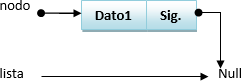 nodo
Dato1 Sig.
lista Null